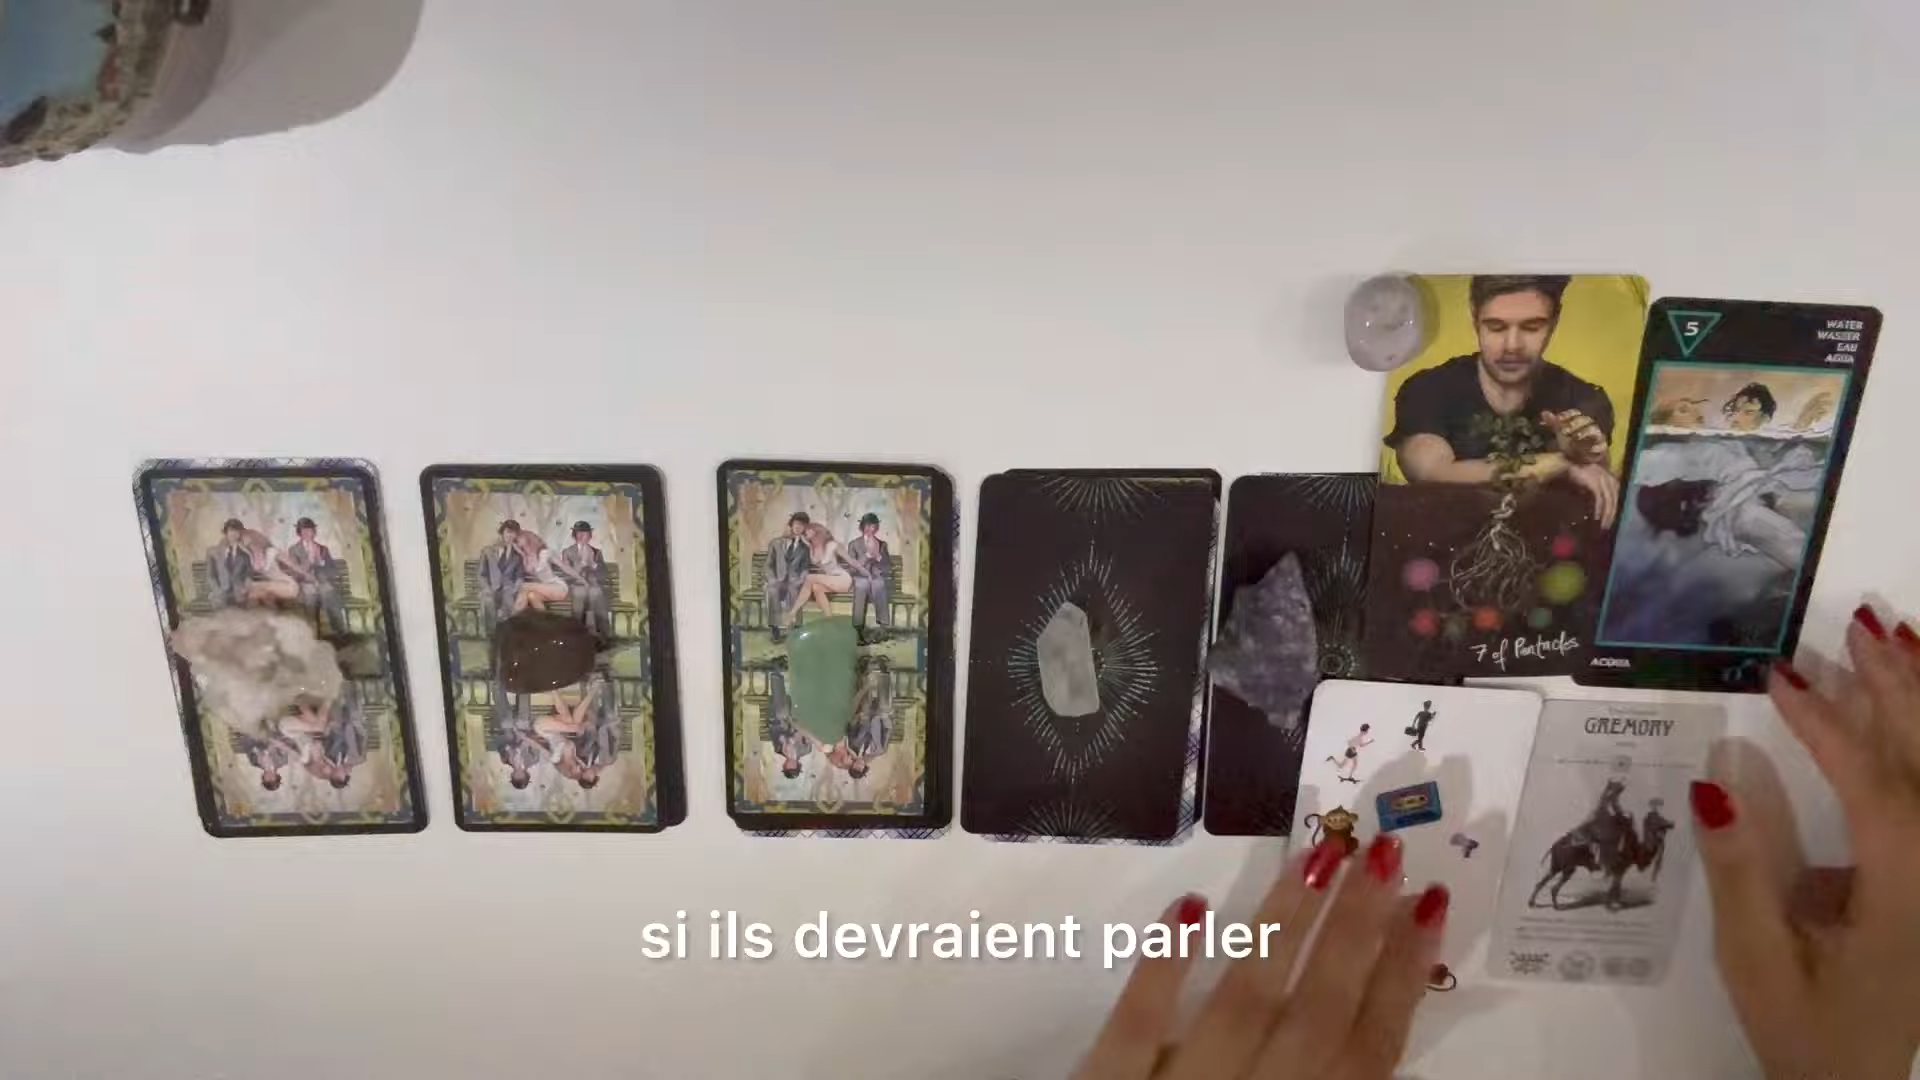 5
WATER
WASSER
EAU
AGUA
7 of Pentacles
ACQUA
GREMORY
si ils devraient parler